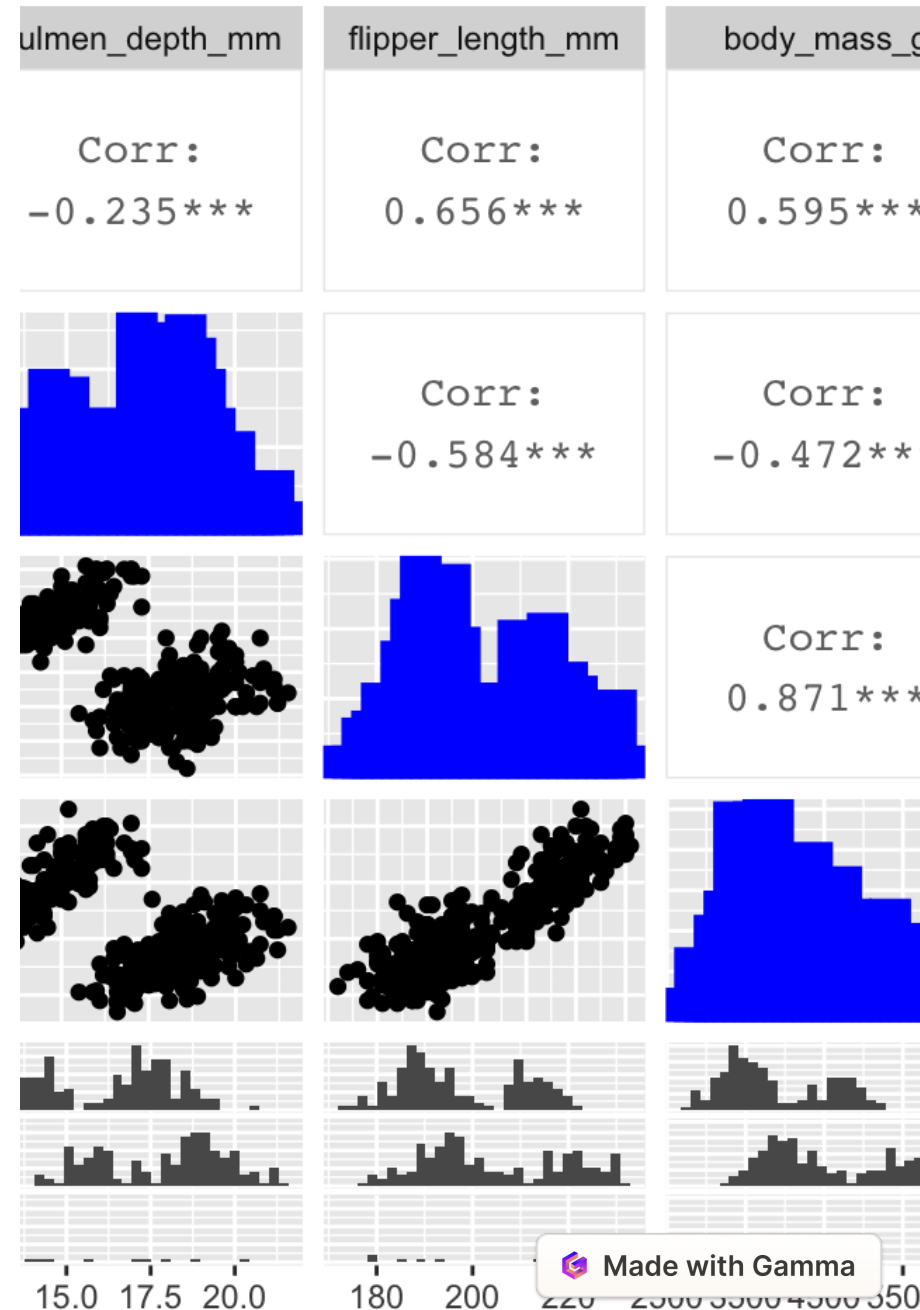 ulmen_depth_mm flipper_length_mm body_mass_g
Corr: Corr: Corr:
-0.235*** 0.656*** 0.595***
Corr: Corr:
-0.584*** -0.472***
Corr:
0.871***
15.0 17.5 20.0 180 200 220
Made with Gamma